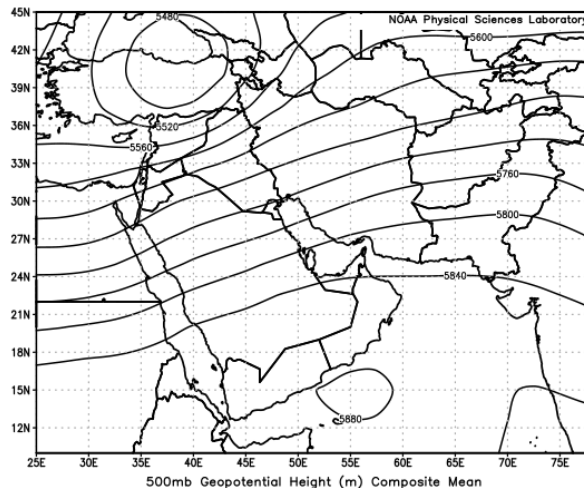 NOAA Physical Sciences Laboratory
45N
5480
5600
42N
39N
36N
5520
5560
33N
5760
30N
5800
27N
24N
5840
21N
18N
15N
5880
12N
25E 30E 35E 40E 45E 50E 55E 60E 65E 70E 75E
500mb Geopotential Height (m) Composite Mean